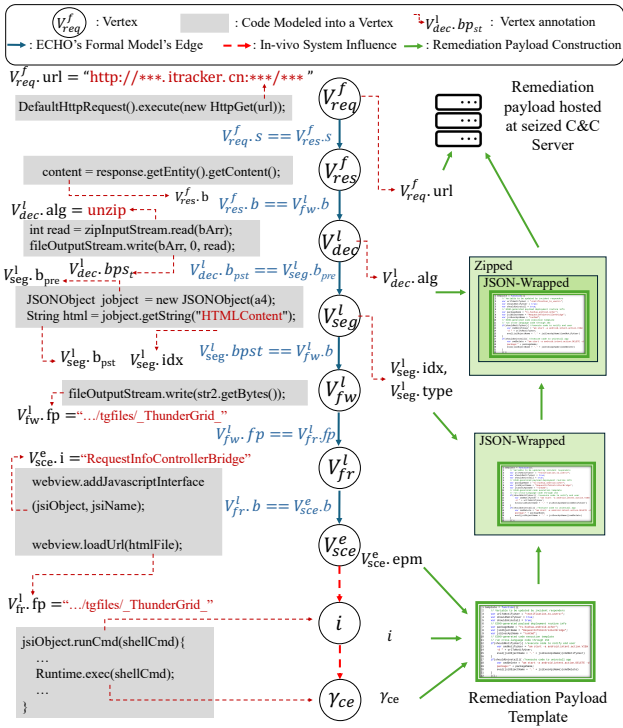 V^f_req : Vertex
: Code Modeled into a Vertex
V^l_dec.bp_st : Vertex annotation
: ECHO's Formal Model's Edge
: In-vivo System Influence
: Remediation Payload Construction
V^f_req.url = "http://***.itracker.cn:***/***"
DefaultHttpRequest().execute(new HttpGet(url));
V^f_req
V^f_req.s == V^f_res.s
Remediation
payload hosted
at seized C&C
Server
V^f_req.url
content = response.getEntity().getContent();
V^f_res
V^f_res.b
V^f_res.b == V^l_fw.b
V^l_dec.alg = unzip
int read = zipInputStream.read(bArr);
fileOutputStream.write(bArr, 0, read);
V^l_dec
V^l_dec.alg
V^l_seg.b_pre
V^l_dec.bps_t
V^l_dec.b_pst == V^l_seg.b_pre
JSONObject jobject = new JSONObject(a4);
String html = jobject.getString("HTMLContent");
V^l_seg
Zipped
JSON-Wrapped
V^l_seg.b_pst
V^l_seg.idx
V^l_seg.bpst == V^l_fw.b
V^l_seg.idx,
V^l_seg.type
fileOutputStream.write(str2.getBytes());
V^l_fw
V^l_fw.fp ="…/tgfiles/_ThunderGrid_"
V^l_fw.fp == V^l_fr.fp
JSON-Wrapped
V^e_sce.i ="RequestInfoControllerBridge"
V^l_fr
webview.addJavascriptInterface
(jsiObject, jsiName);
webview.loadUrl(htmlFile);
V^l_fr.b == V^e_sce.b
V^e_sce
V^e_sce.epm
V^l_fr.fp ="…/tgfiles/_ThunderGrid_"
i
i
jsiObject.runCmd(shellCmd){
…
Runtime.exec(shellCmd);
…
}
γ_ce
γ_ce
Remediation Payload
Template